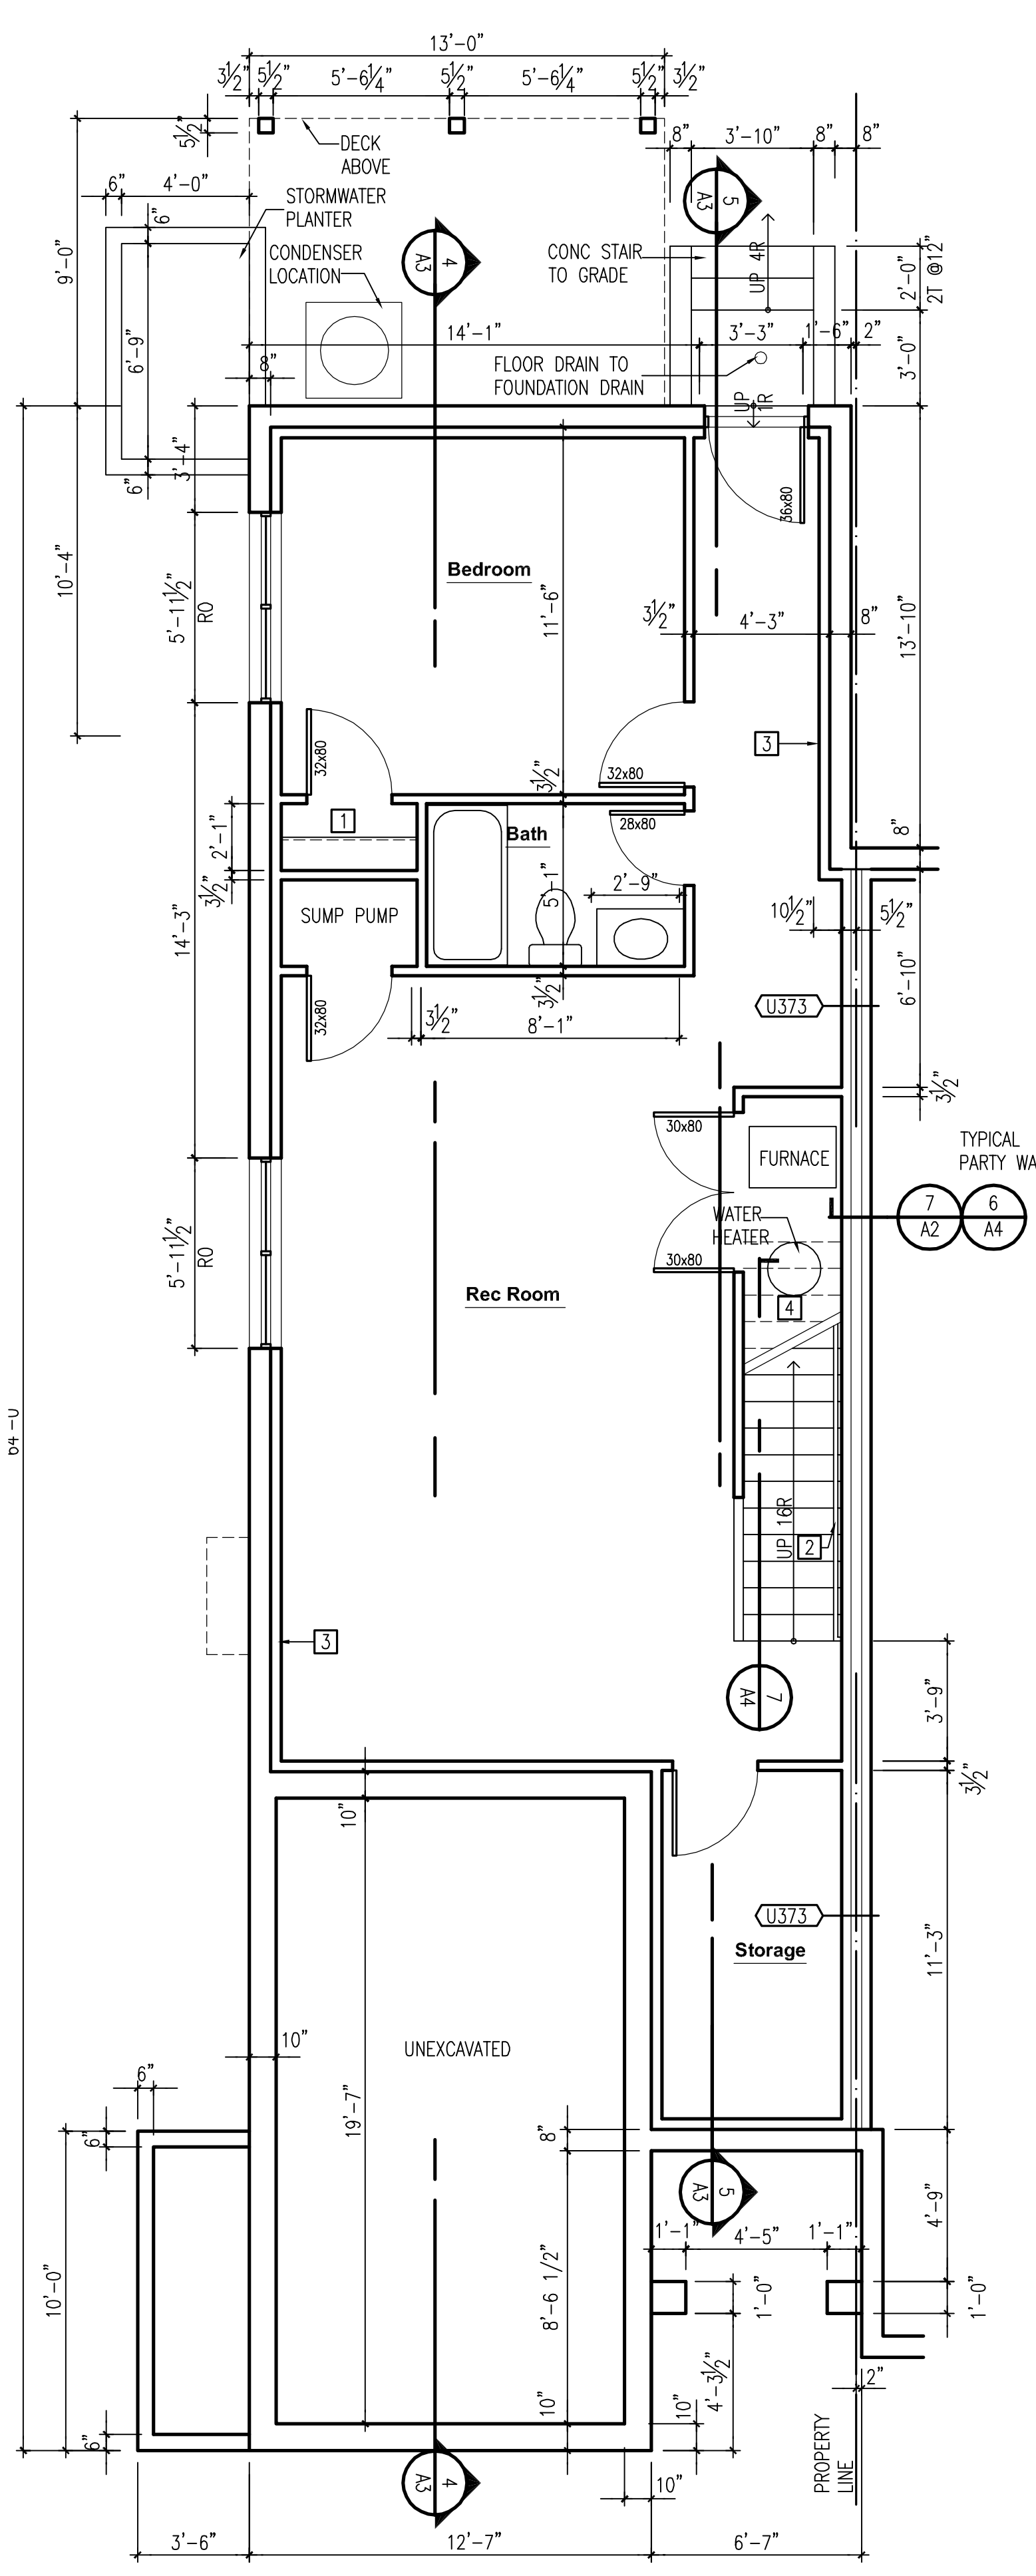 13'-0"
3½"
5½"
5'-6¼"
5½"
5'-6¼"
5½"
3½"
5½"
DECK
ABOVE
8"
3'-10"
8"
8"
6"
4'-0"
STORMWATER
PLANTER
5
A3
6"
9'-0"
CONDENSER
LOCATION
4
A3
CONC STAIR
TO GRADE
UP 4R
2'-0"
2T @12"
6'-9"
14'-1"
3'-3"
1'-6"
2"
3'-0"
8"
FLOOR DRAIN TO
FOUNDATION DRAIN
UP
1R
3'-4"
6"
36x80
10'-4"
5'-11½"
RO
Bedroom
11'-6"
3½"
4'-3"
8"
13'-10"
32x80
3½"
32x80
3
1
28x80
Bath
8"
2'-1"
3½"
5'-1"
2'-9"
SUMP PUMP
10½"
5½"
14'-3"
6'-10"
3½"
32x80
3½"
8'-1"
U373
3½"
30x80
FURNACE
TYPICAL
PARTY WA
7
A2
6
A4
WATER
HEATER
5'-11½"
RO
30x80
Rec Room
4
UP 16R
2
3
7
A4
3'-9"
3½"
10"
U373
Storage
11'-3"
UNEXCAVATED
10"
19'-7"
6"
6"
8"
5
A3
4'-9"
1'-1"
4'-5"
1'-1"
10'-0"
8'-6 1/2"
1'-0"
1'-0"
4'-3½"
2"
10"
10"
6"
PROPERTY
LINE
4
A3
10"
3'-6"
12'-7"
6'-7"